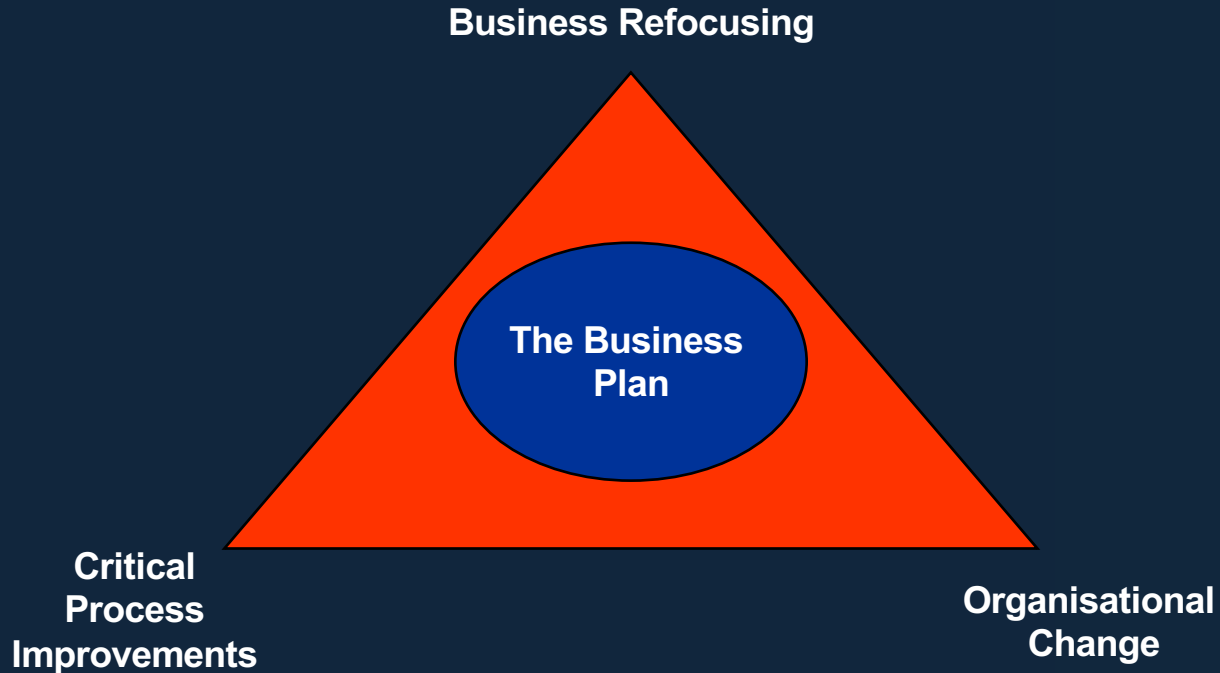 Business Refocusing
The Business
Plan
Critical
Process
Improvements
Organisational
Change